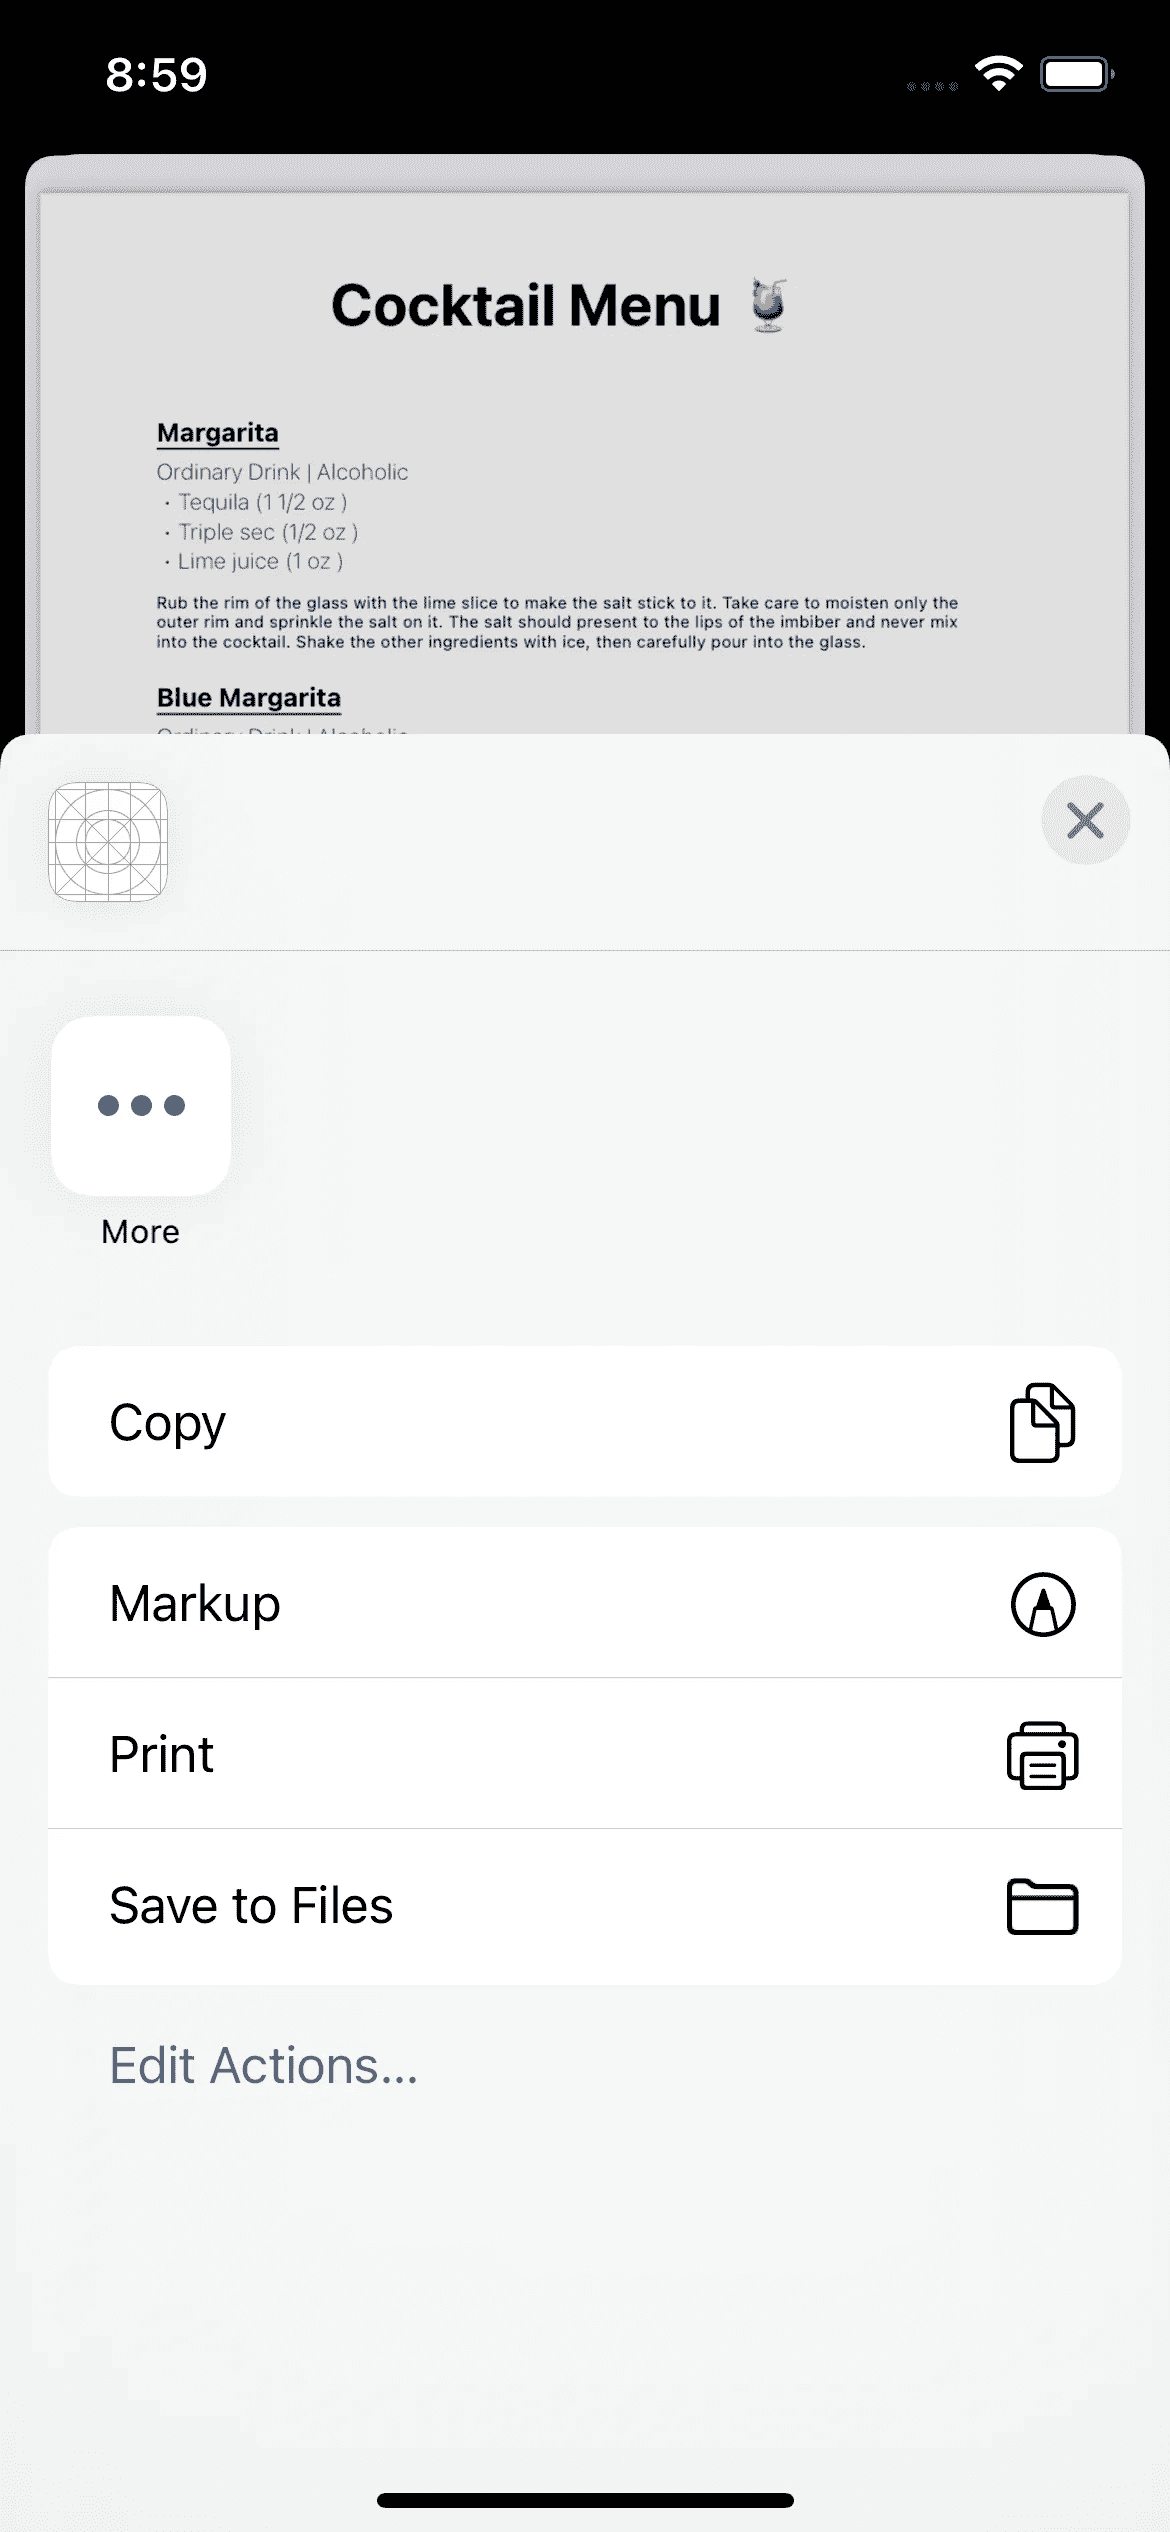 8:59
Cocktail Menu
Margarita
Ordinary Drink | Alcoholic
• Tequila (1 1/2 oz )
• Triple sec (1/2 oz )
• Lime juice (1 oz )
Rub the rim of the glass with the lime slice to make the salt stick to it. Take care to moisten only the
outer rim and sprinkle the salt on it. The salt should present to the lips of the imbiber and never mix
into the cocktail. Shake the other ingredients with ice, then carefully pour into the glass.
Blue Margarita
Ordinary Drink | Alcoholic
More
Copy
Markup
Print
Save to Files
Edit Actions...